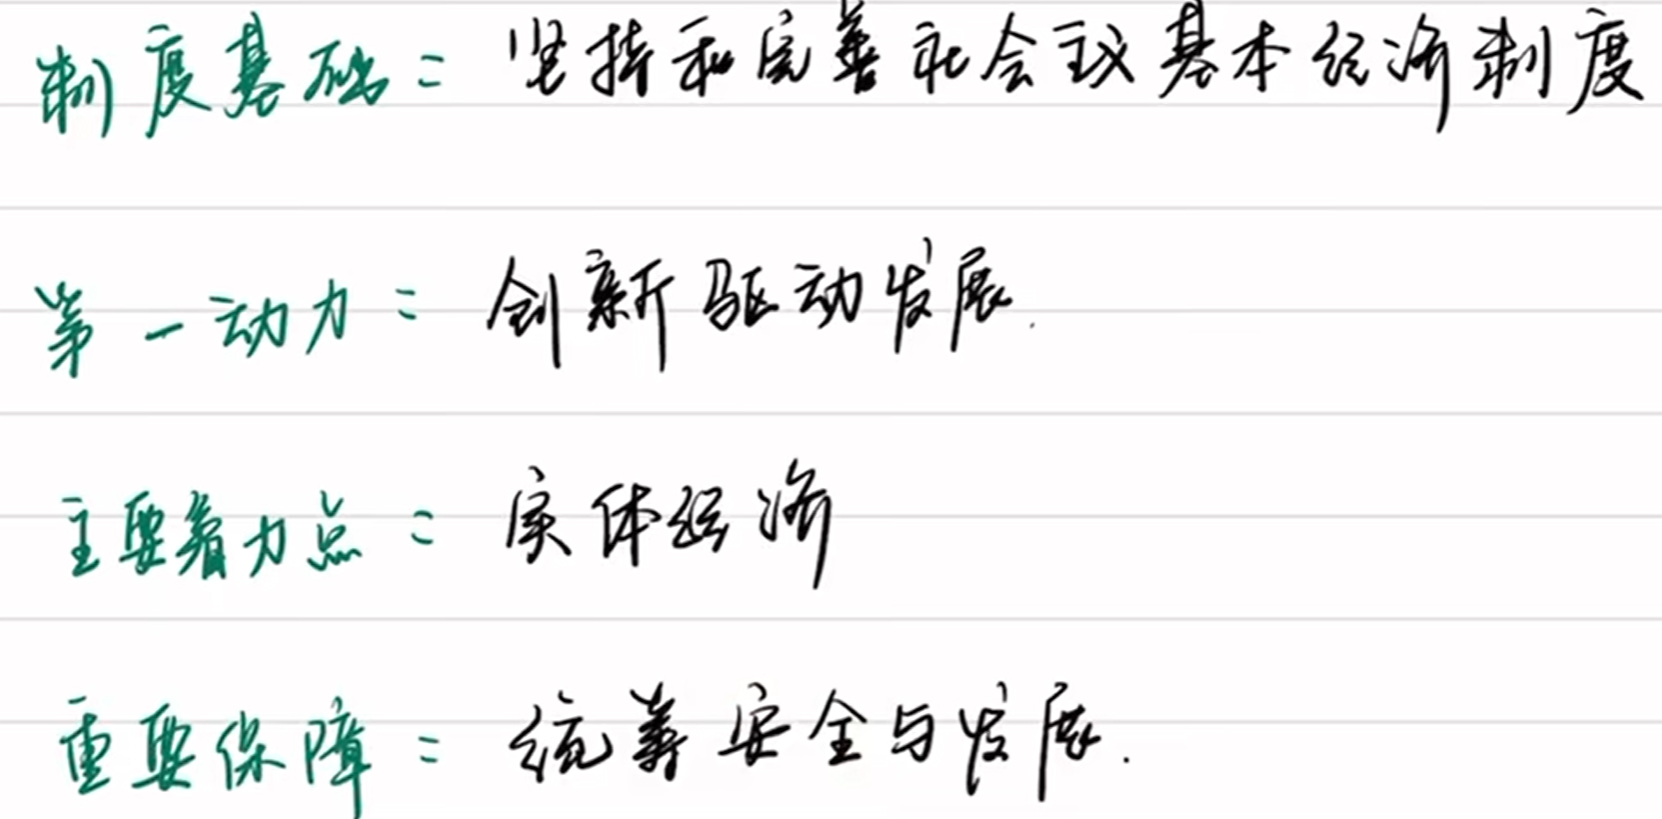 制度基础：坚持和完善社会主义基本经济制度
第一动力：创新驱动发展.
主要着力点：实体经济
重要保障：统筹安全与发展.